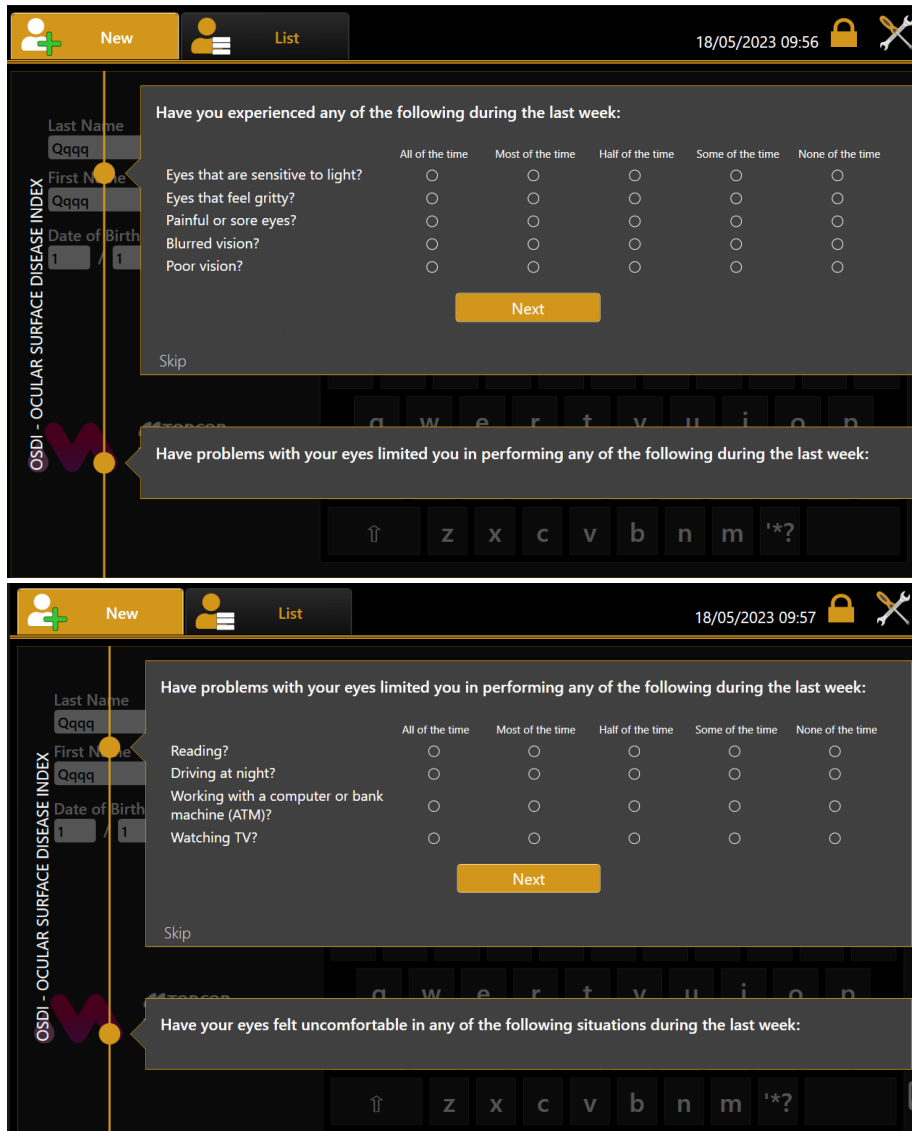 New
List
18/05/2023 09:56
Have you experienced any of the following during the last week:
All of the time Most of the time Half of the time Some of the time None of the time
Eyes that are sensitive to light?
Eyes that feel gritty?
Painful or sore eyes?
Blurred vision?
Poor vision?
Next
Skip
Last Name
Qqqq
First Name
Qqqq
Date of Birth
1 / 1
OSDI - OCULAR SURFACE DISEASE INDEX
TOPCON
q w e r t y u i o p
Have problems with your eyes limited you in performing any of the following during the last week:
⇧ z x c v b n m '*?
New
List
18/05/2023 09:57
Have problems with your eyes limited you in performing any of the following during the last week:
All of the time Most of the time Half of the time Some of the time None of the time
Reading?
Driving at night?
Working with a computer or bank
machine (ATM)?
Watching TV?
Next
Skip
Last Name
Qqqq
First Name
Qqqq
Date of Birth
1 / 1
OSDI - OCULAR SURFACE DISEASE INDEX
TOPCON
q w e r t y u i o p
Have your eyes felt uncomfortable in any of the following situations during the last week:
⇧ z x c v b n m '*?